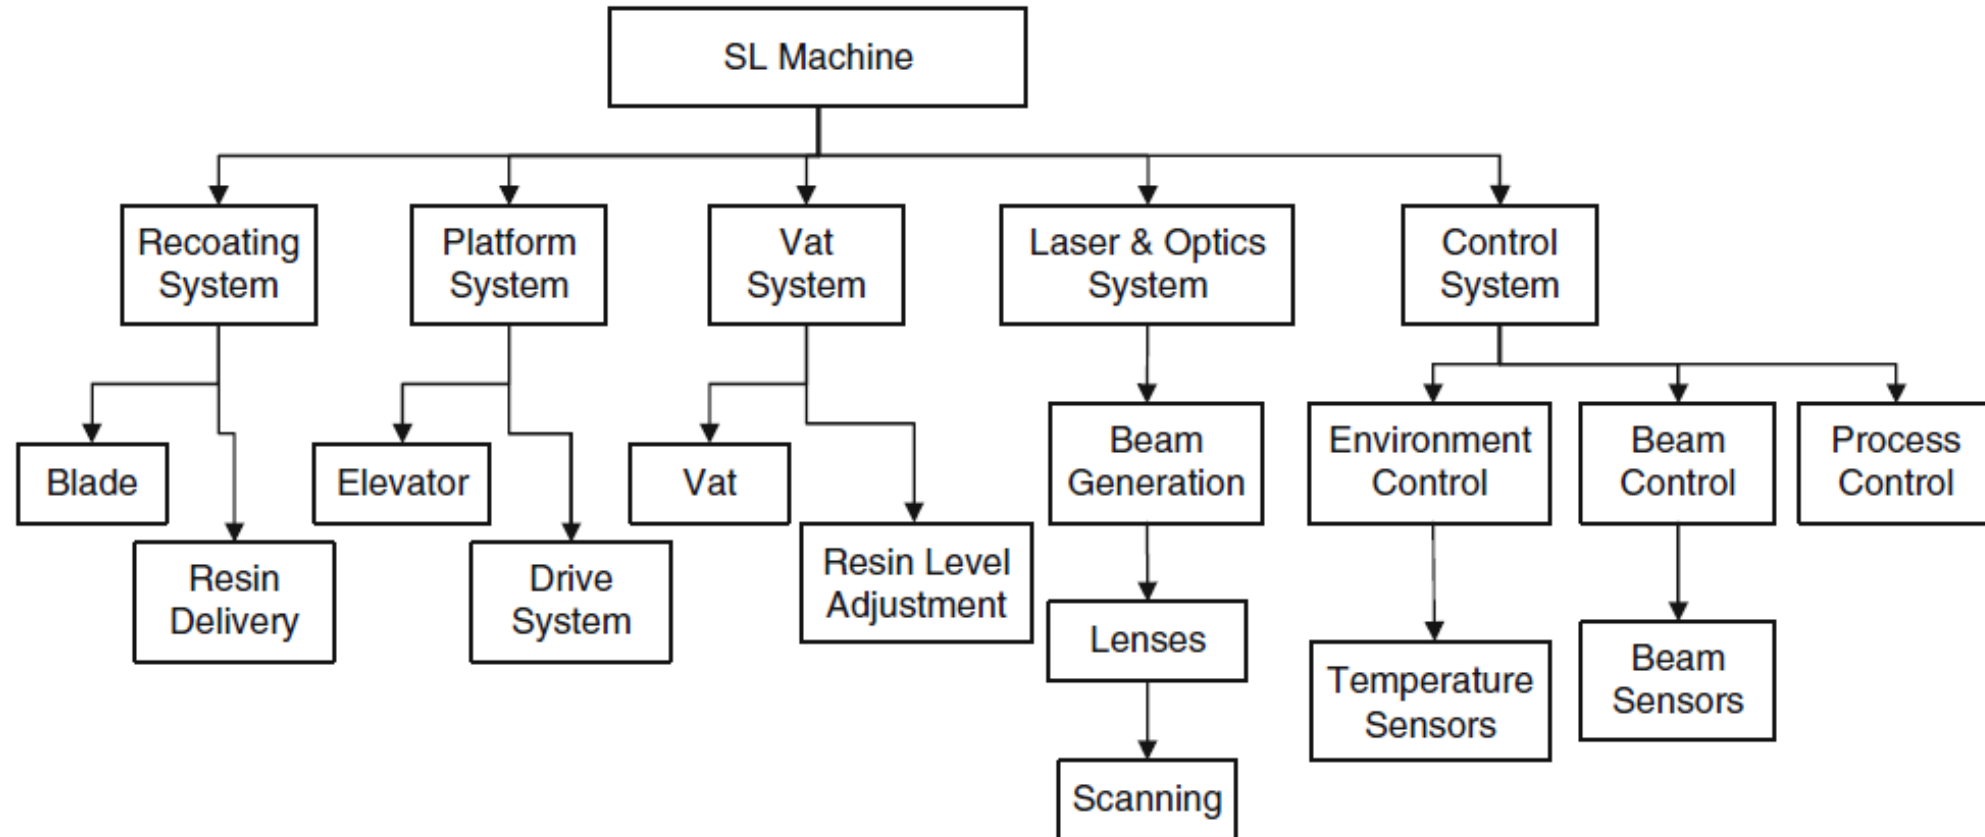 SL Machine
Recoating
System
Platform
System
Vat
System
Laser & Optics
System
Control
System
Blade
Resin
Delivery
Elevator
Drive
System
Vat
Resin Level
Adjustment
Beam
Generation
Lenses
Scanning
Environment
Control
Temperature
Sensors
Beam
Control
Beam
Sensors
Process
Control